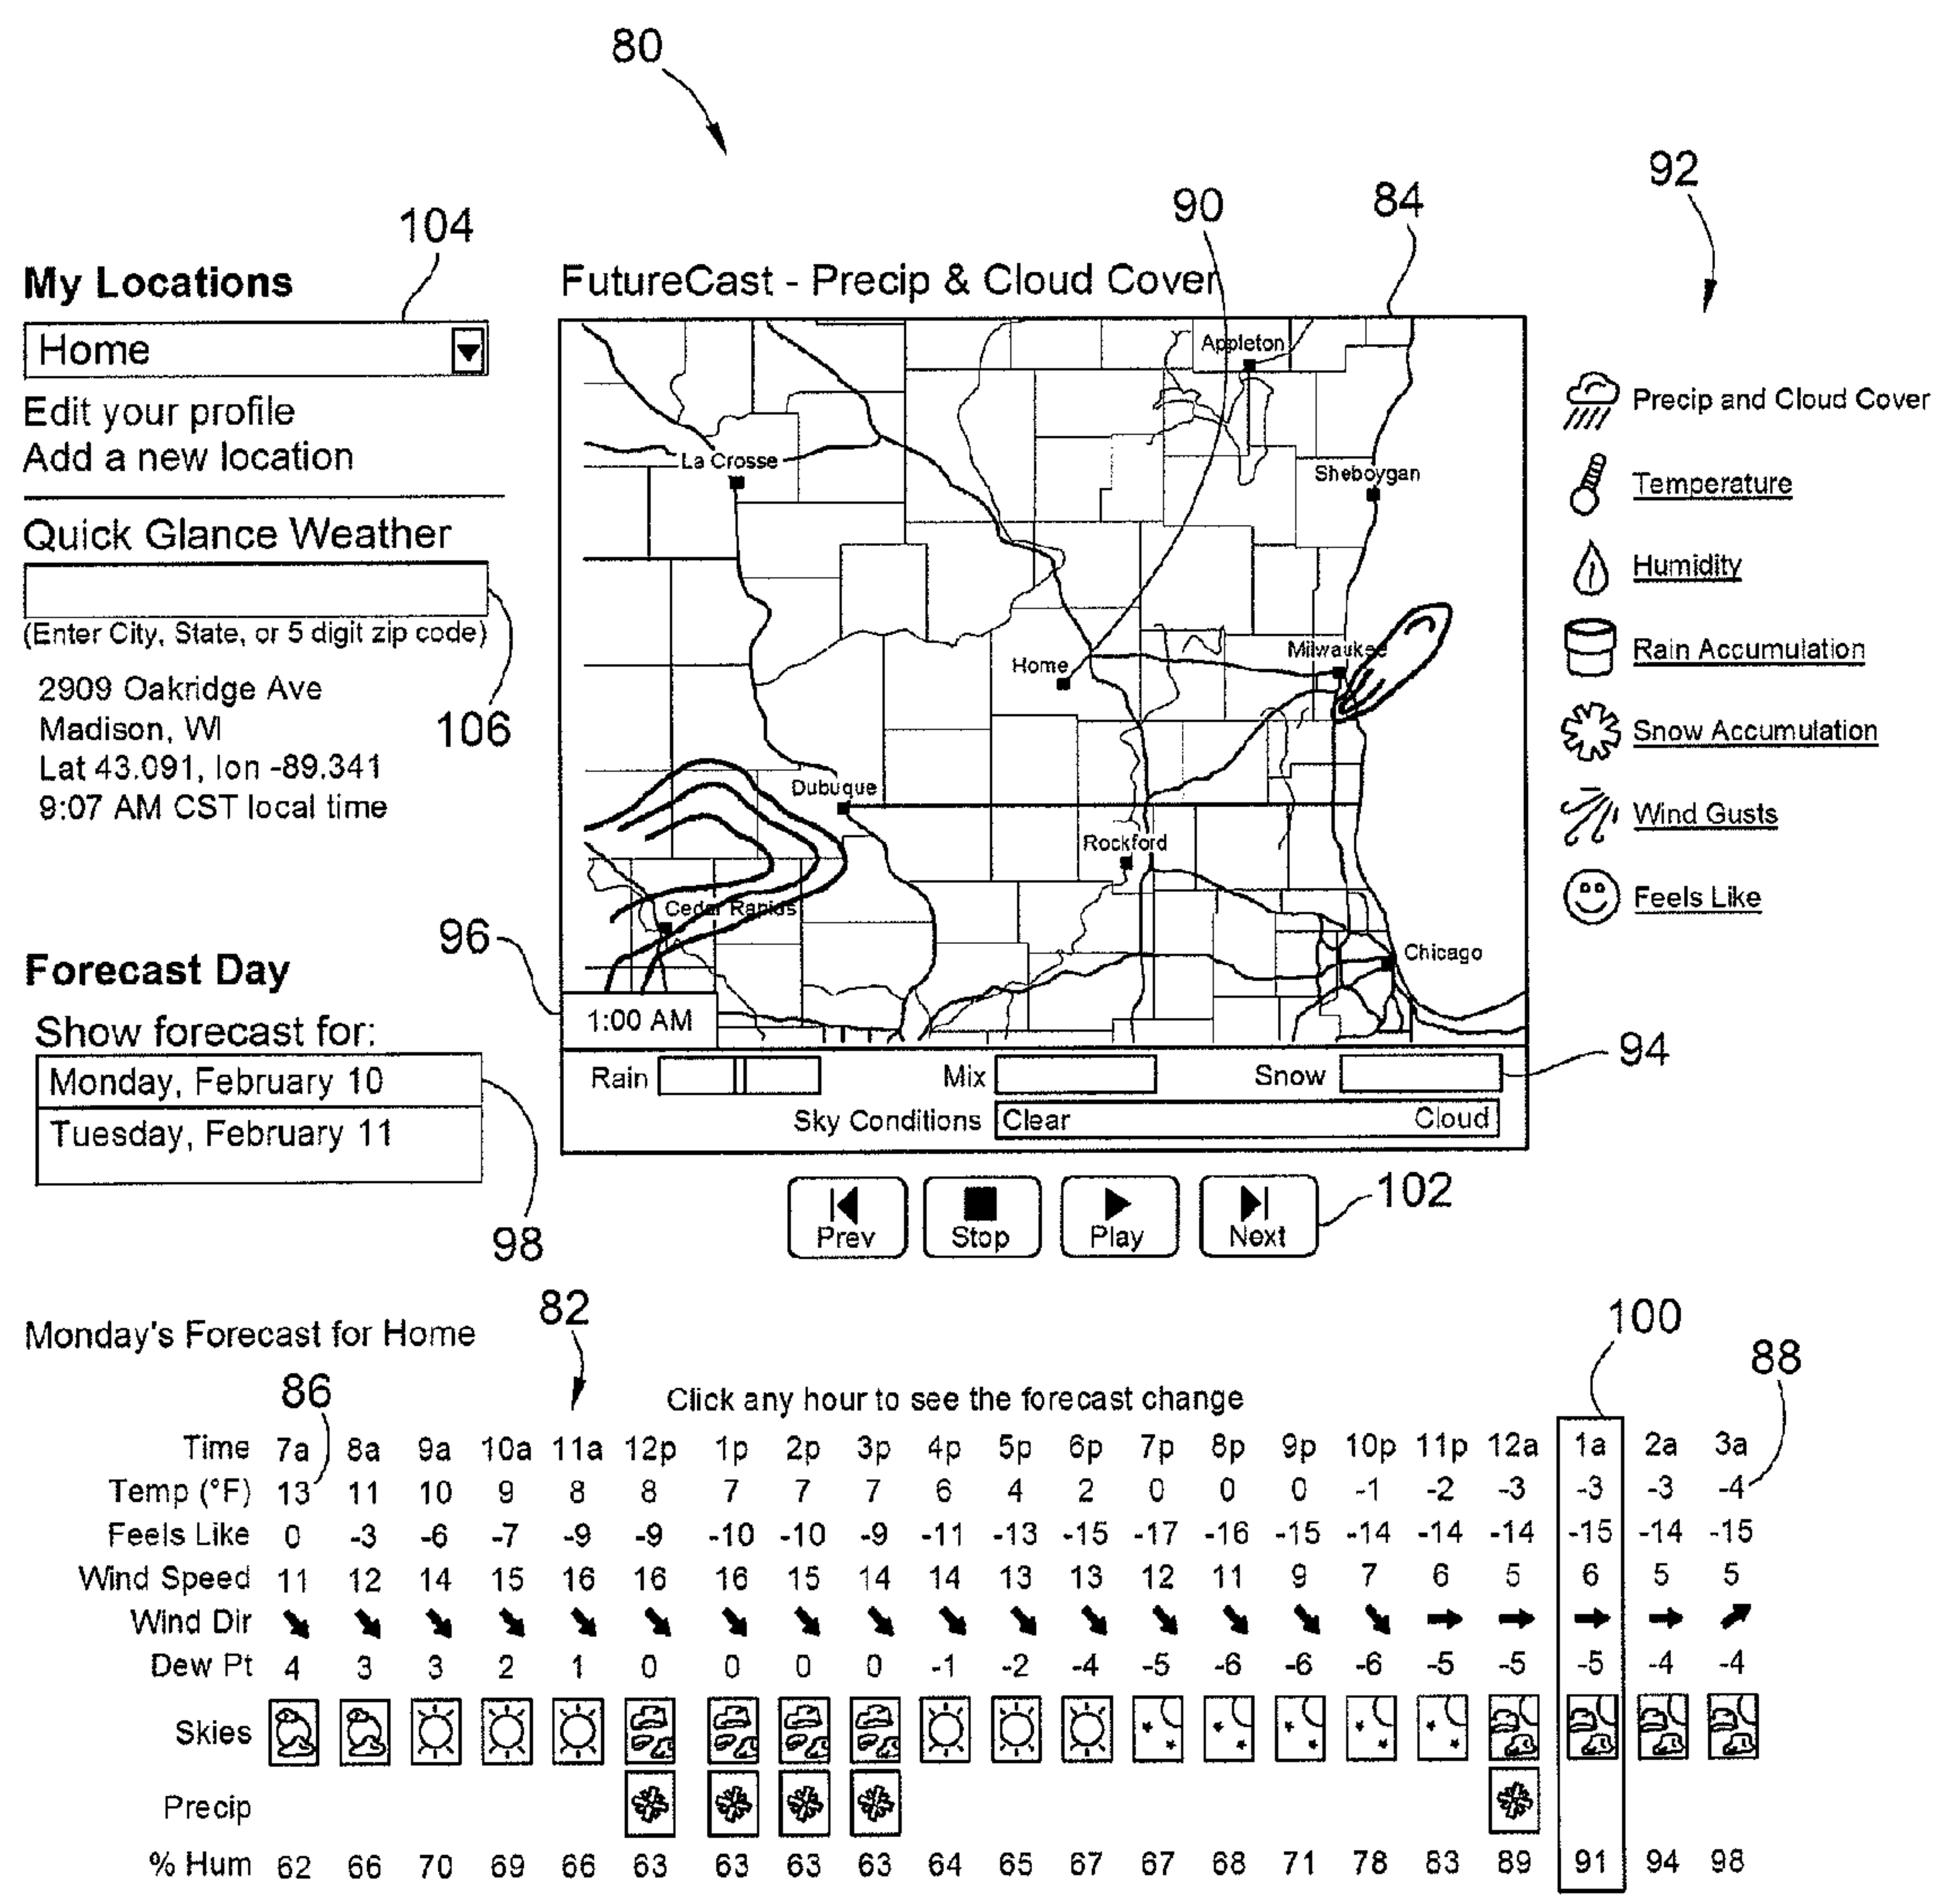 80
92
90
84
104
My Locations
FutureCast - Precip & Cloud Cover
Home
Edit your profile
Add a new location
Quick Glance Weather
(Enter City, State, or 5 digit zip code)
106
2909 Oakridge Ave
Madison, WI
Lat 43.091, lon -89.341
9:07 AM CST local time
Appleton
La Crosse
Sheboygan
Home
Milwaukee
Dubuque
Rockford
Cedar Rapids
Chicago
Precip and Cloud Cover
Temperature
Humidity
Rain Accumulation
Snow Accumulation
Wind Gusts
Feels Like
96
1:00 AM
Forecast Day
Show forecast for:
Monday, February 10
Tuesday, February 11
98
Rain Mix Snow
94
Sky Conditions Clear Cloud
Prev Stop Play Next
102
82
100
Monday's Forecast for Home
86
88
Click any hour to see the forecast change
Time 7a 8a 9a 10a 11a 12p 1p 2p 3p 4p 5p 6p 7p 8p 9p 10p 11p 12a 1a 2a 3a
Temp (°F) 13 11 10 9 8 8 7 7 7 6 4 2 0 0 0 -1 -2 -3 -3 -3 -4
Feels Like 0 -3 -6 -7 -9 -9 -10 -10 -9 -11 -13 -15 -17 -16 -15 -14 -14 -14 -15 -14 -15
Wind Speed 11 12 14 15 16 16 16 15 14 14 13 13 12 11 9 7 6 5 6 5 5
Wind Dir
Dew Pt 4 3 3 2 1 0 0 0 0 -1 -2 -4 -5 -6 -6 -6 -5 -5 -5 -4 -4
Skies
Precip
% Hum 62 66 70 69 66 63 63 63 63 64 65 67 67 68 71 78 83 89 91 94 98